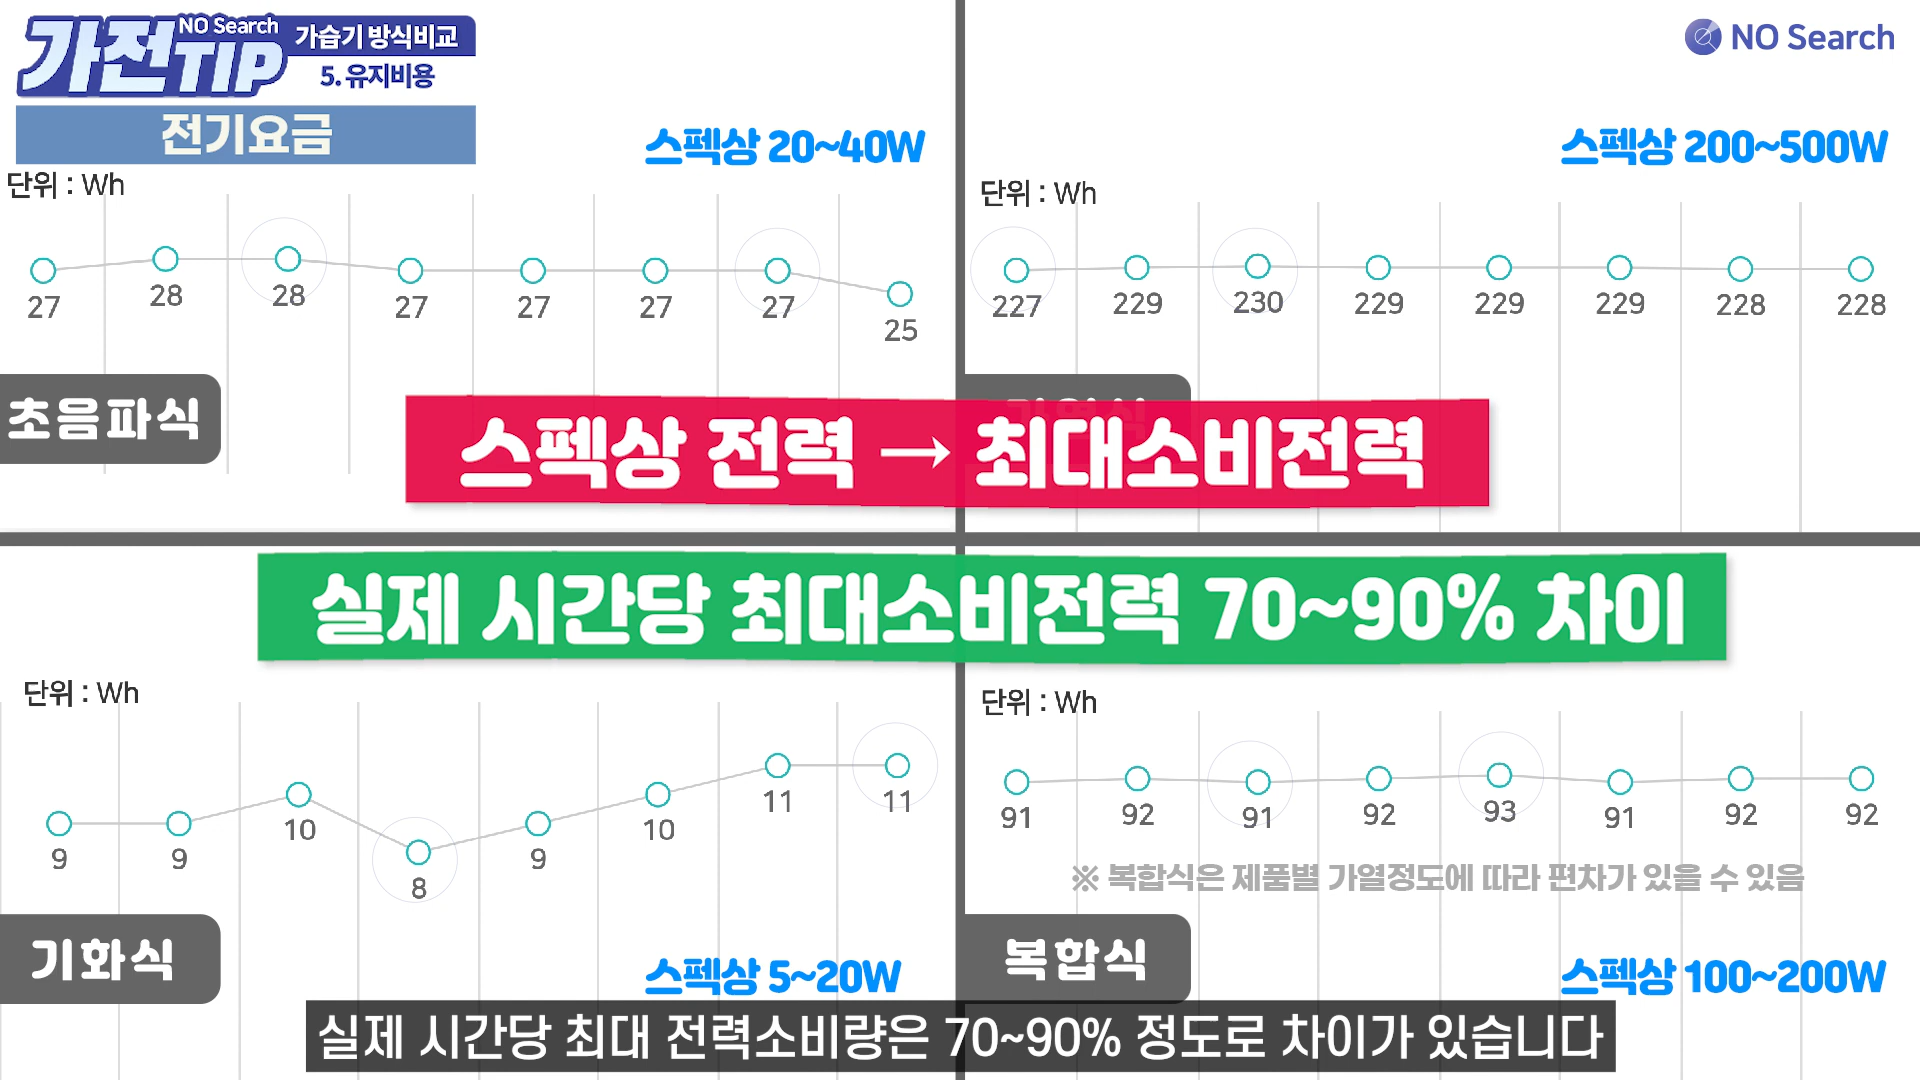 가전TIP
NO Search
가습기 방식비교
5. 유지비용
전기요금
NO Search
스펙상 20~40W
단위 : Wh
27 28 28 27 27 27 27 25
초음파식
스펙상 200~500W
단위 : Wh
227 229 230 229 229 229 228 228
스펙상 전력 → 최대소비전력
실제 시간당 최대소비전력 70~90% 차이
단위 : Wh
9 9 10 8 9 10 11 11
기화식
스펙상 5~20W
단위 : Wh
91 92 91 92 93 91 92 92
※ 복합식은 제품별 가열정도에 따라 편차가 있을 수 있음
복합식
스펙상 100~200W
실제 시간당 최대 전력소비량은 70~90% 정도로 차이가 있습니다